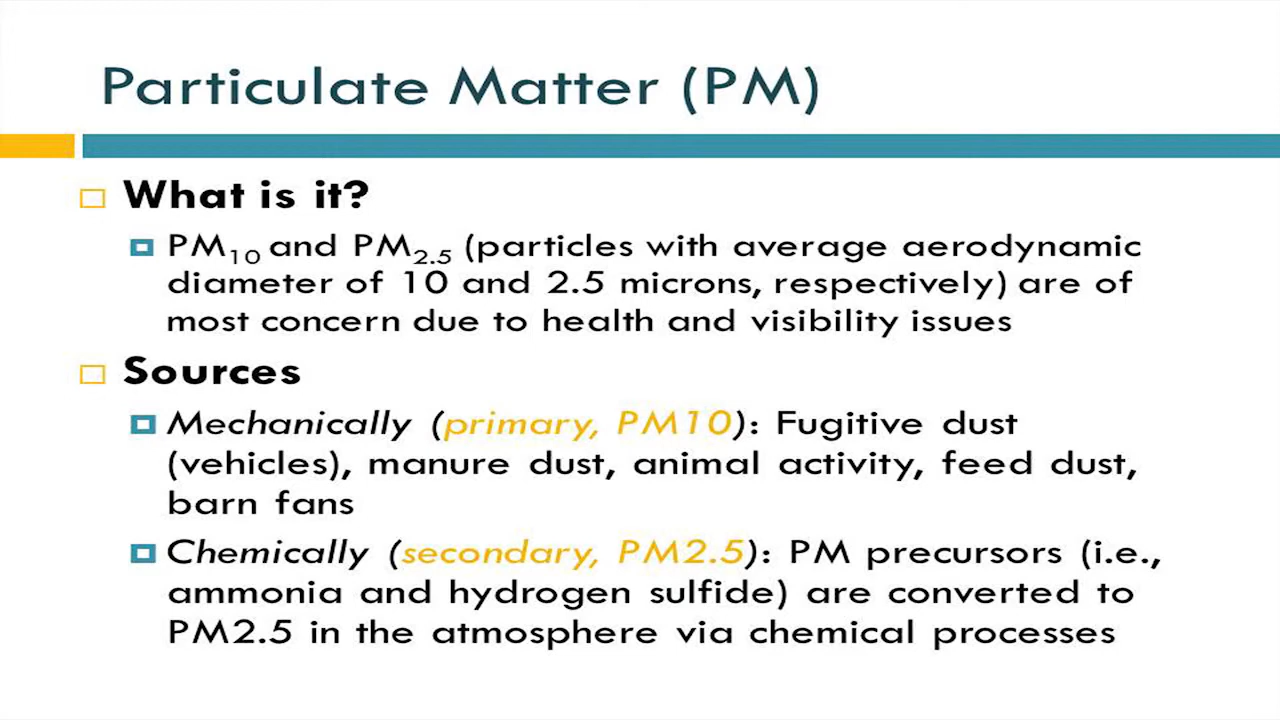 Particulate Matter (PM)
What is it?
PM10 and PM2.5 (particles with average aerodynamic
diameter of 10 and 2.5 microns, respectively) are of
most concern due to health and visibility issues
Sources
Mechanically (primary, PM10): Fugitive dust
(vehicles), manure dust, animal activity, feed dust,
barn fans
Chemically (secondary, PM2.5): PM precursors (i.e.,
ammonia and hydrogen sulfide) are converted to
PM2.5 in the atmosphere via chemical processes